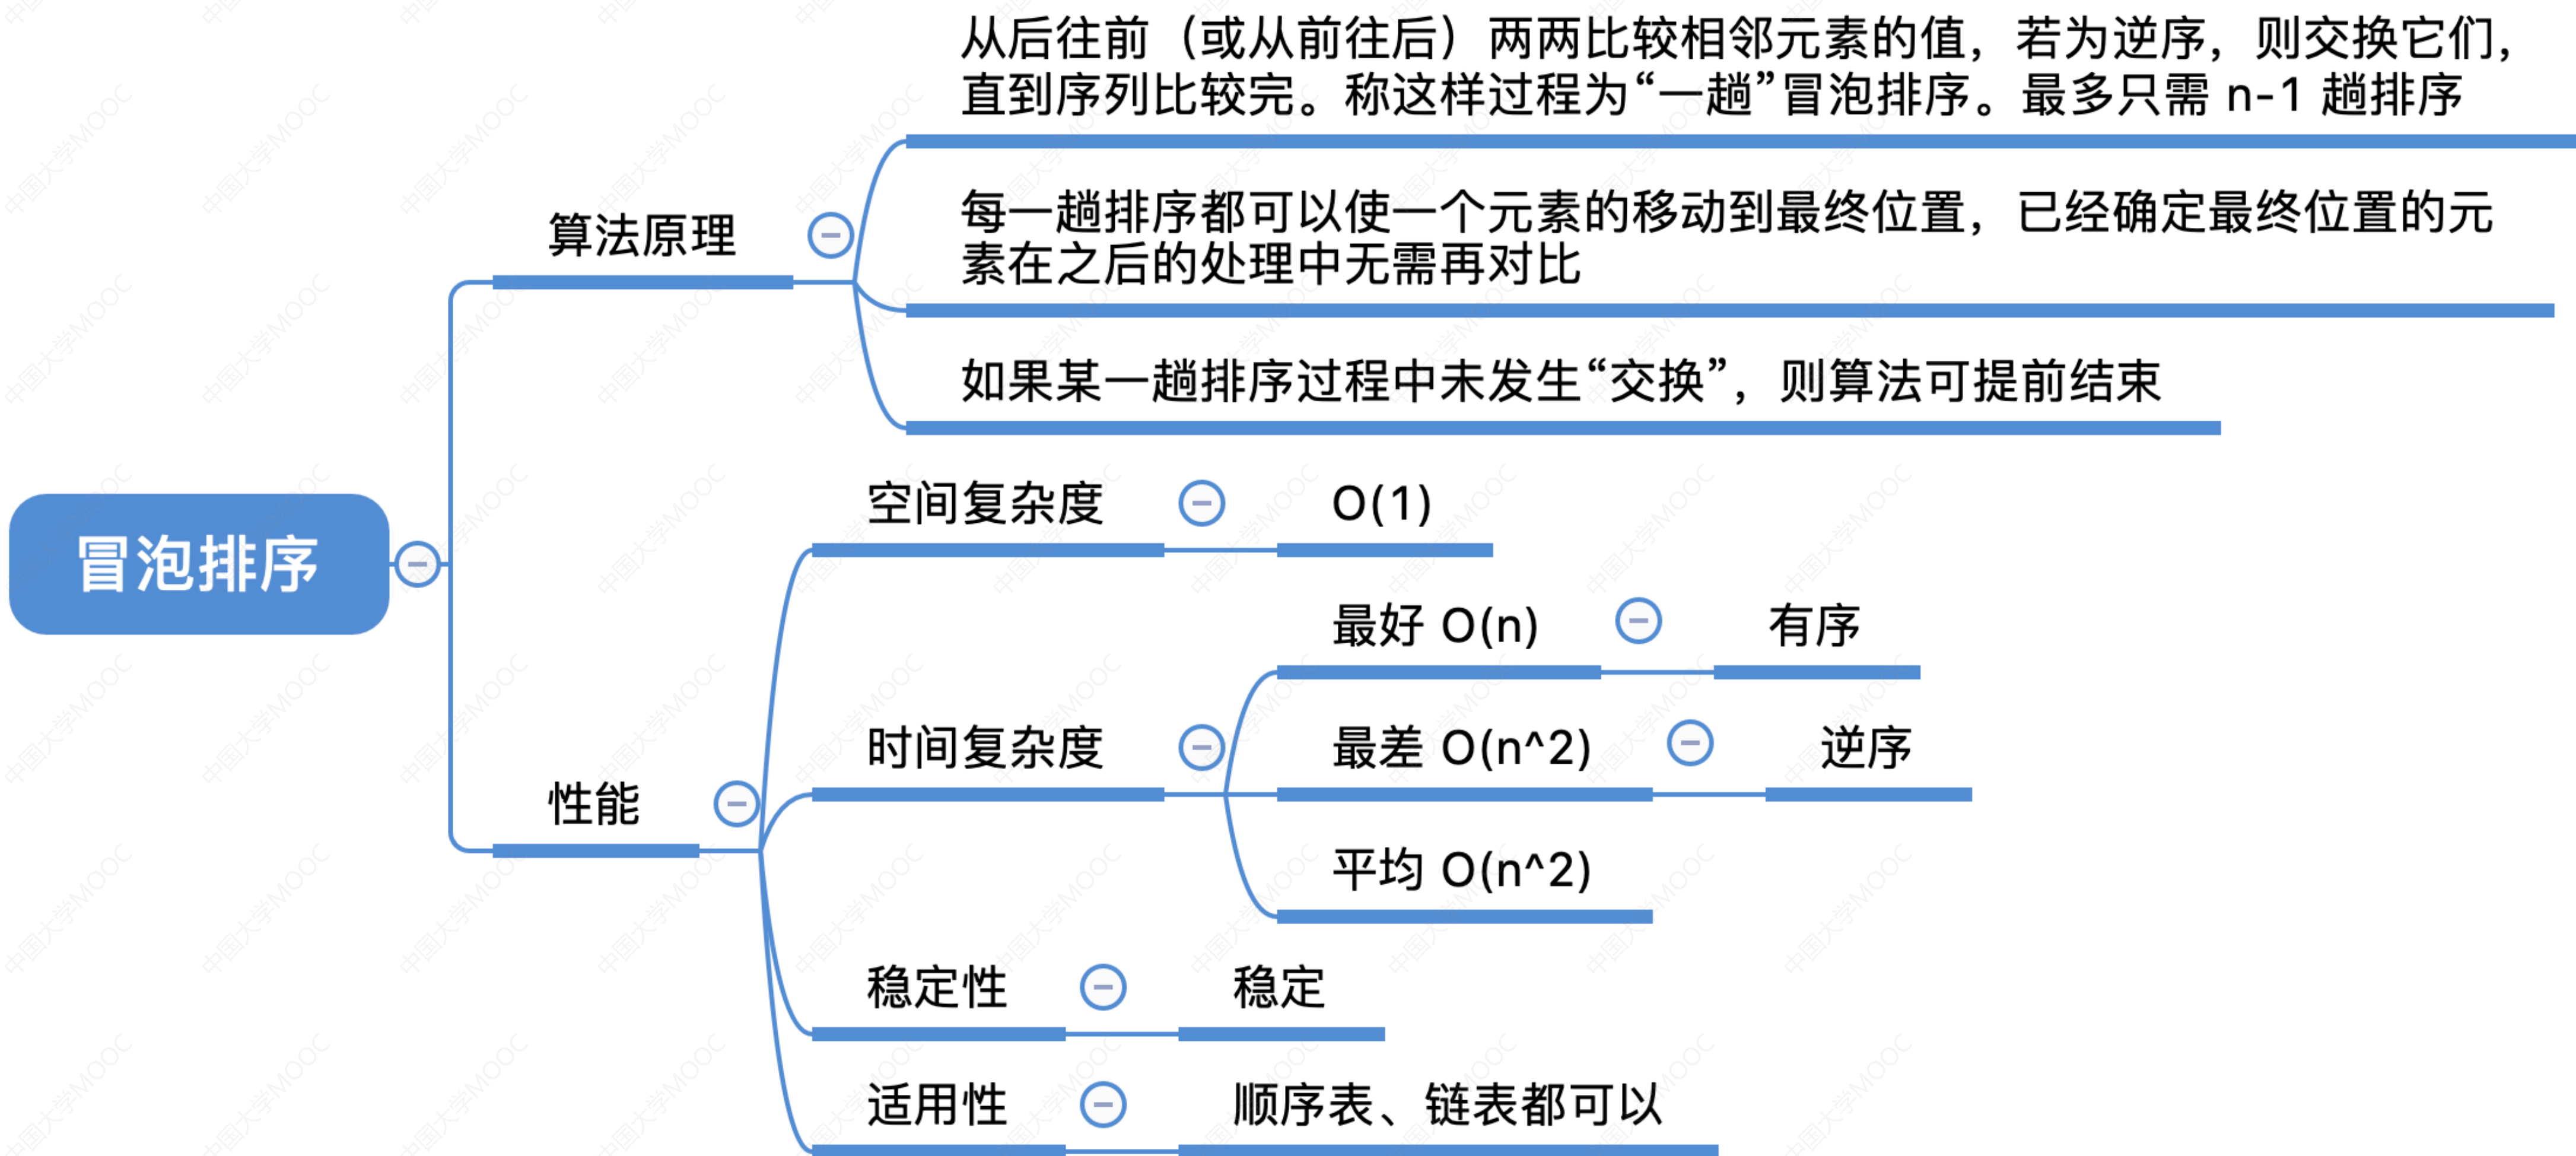 从后往前（或从前往后）两两比较相邻元素的值，若为逆序，则交换它们，
直到序列比较完。称这样过程为“一趟”冒泡排序。最多只需 n-1 趟排序
每一趟排序都可以使一个元素的移动到最终位置，已经确定最终位置的元
素在之后的处理中无需再对比
算法原理
如果某一趟排序过程中未发生“交换”，则算法可提前结束
冒泡排序
空间复杂度
O(1)
最好 O(n)
有序
时间复杂度
最差 O(n^2)
逆序
平均 O(n^2)
性能
稳定性
稳定
适用性
顺序表、链表都可以
中国大学MOOC